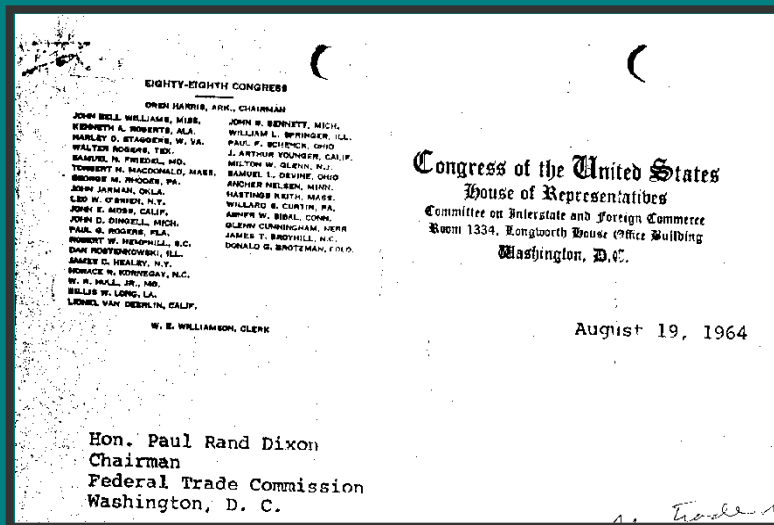 EIGHTY-EIGHTH CONGRESS
OREN HARRIS, ARK., CHAIRMAN
JOHN BELL WILLIAMS, MISS.
KENNETH A. ROBERTS, ALA.
HARLEY O. STAGGERS, W. VA.
WALTER ROGERS, TEX.
SAMUEL N. FRIEDEL, MD.
TORBERT H. MACDONALD, MASS.
GEORGE M. RHODES, PA.
JOHN JARMAN, OKLA.
LEO W. O'BRIEN, N.Y.
JOHN E. MOSS, CALIF.
JOHN D. DINGELL, MICH.
PAUL G. ROGERS, FLA.
ROBERT W. HEMPHILL, S.C.
DAN ROSTENKOWSKI, ILL.
JAMES C. HEALEY, N.Y.
HORACE R. KORNEGAY, N.C.
W. R. HULL, JR., MO.
GILLIS W. LONG, LA.
LIONEL VAN DEERLIN, CALIF.
JOHN B. BENNETT, MICH.
WILLIAM L. SPRINGER, ILL.
PAUL F. SCHENCK, OHIO
J. ARTHUR YOUNGER, CALIF.
MILTON W. GLENN, N.J.
SAMUEL L. DEVINE, OHIO
ANCHER NELSEN, MINN.
HASTINGS KEITH, MASS.
WILLARD S. CURTIN, PA.
ABNER W. SIBAL, CONN.
GLENN CUNNINGHAM, NEBR
JAMES T. BROYHILL, N.C.
DONALD G. BROTZMAN, COLO.
W. E. WILLIAMSON, CLERK
Congress of the United States
House of Representatives
Committee on Interstate and Foreign Commerce
Room 1334, Longworth House Office Building
Washington, D.C.
August 19, 1964
Hon. Paul Rand Dixon
Chairman
Federal Trade Commission
Washington, D. C.
Trade